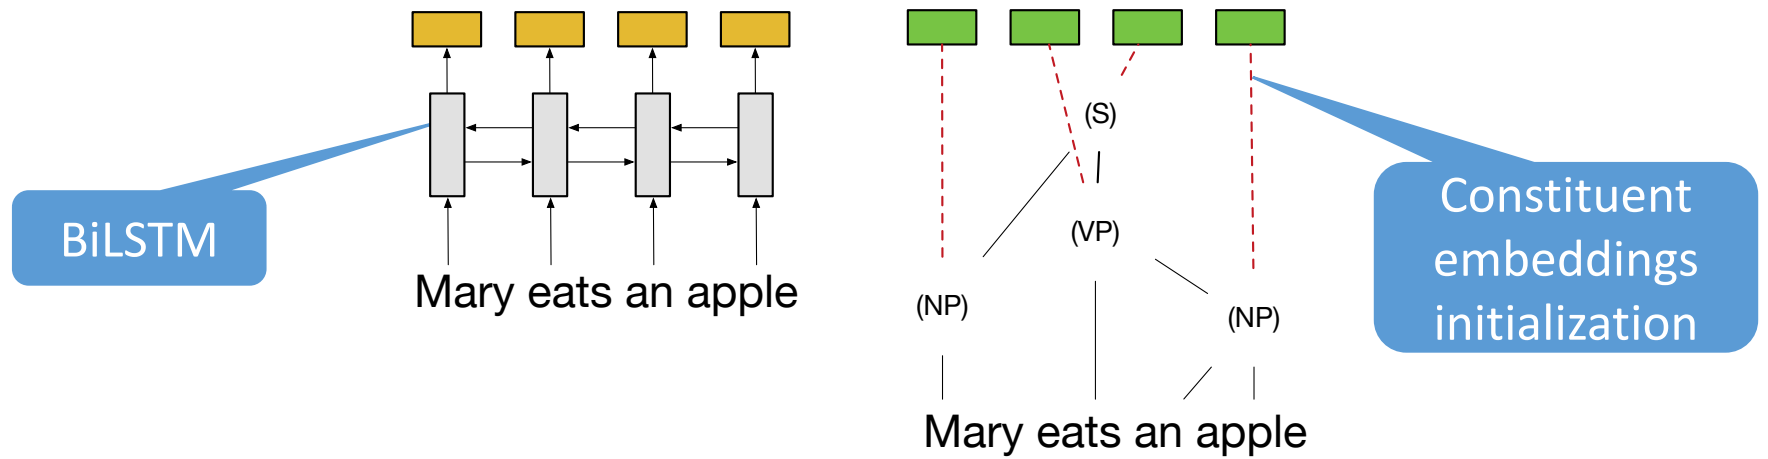 BiLSTM
Mary eats an apple
(S)
(VP)
(NP)
(NP)
Mary eats an apple
Constituent
embeddings
initialization